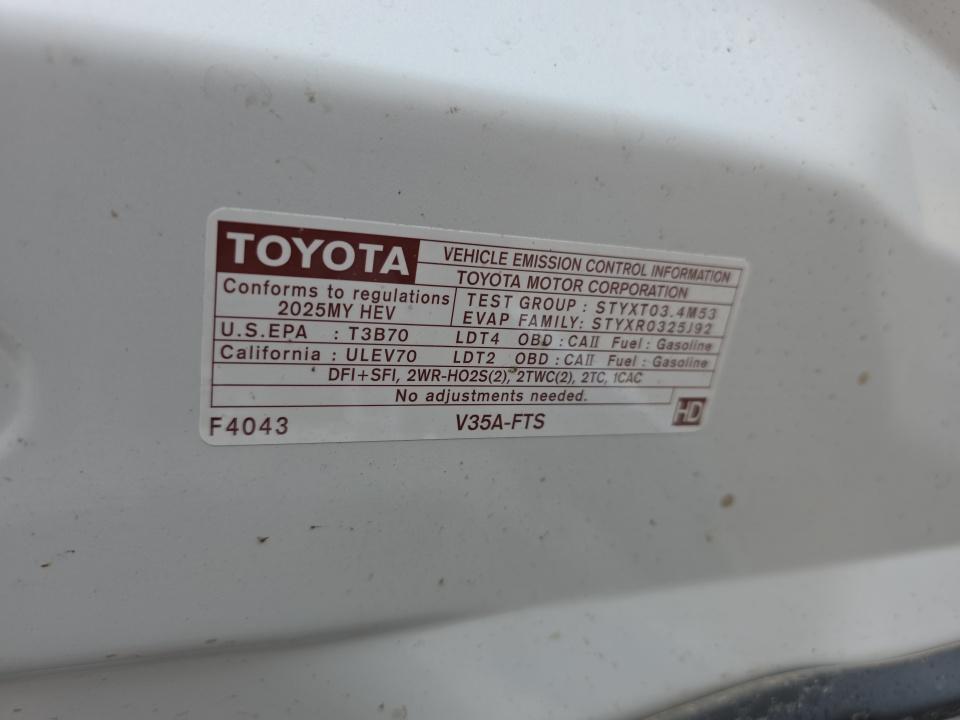 TOYOTA
VEHICLE EMISSION CONTROL INFORMATION
TOYOTA MOTOR CORPORATION
Conforms to regulations
2025MY HEV
TEST GROUP : STYXT03.4M53
EVAP FAMILY: STYXR0325J92
U.S.EPA : T3B70 LDT4 OBD : CAII Fuel : Gasoline
California : ULEV70 LDT2 OBD : CAII Fuel : Gasoline
DFI+SFI, 2WR-HO2S(2), 2TWC(2), 2TC, 1CAC
No adjustments needed.
HD
F4043 V35A-FTS